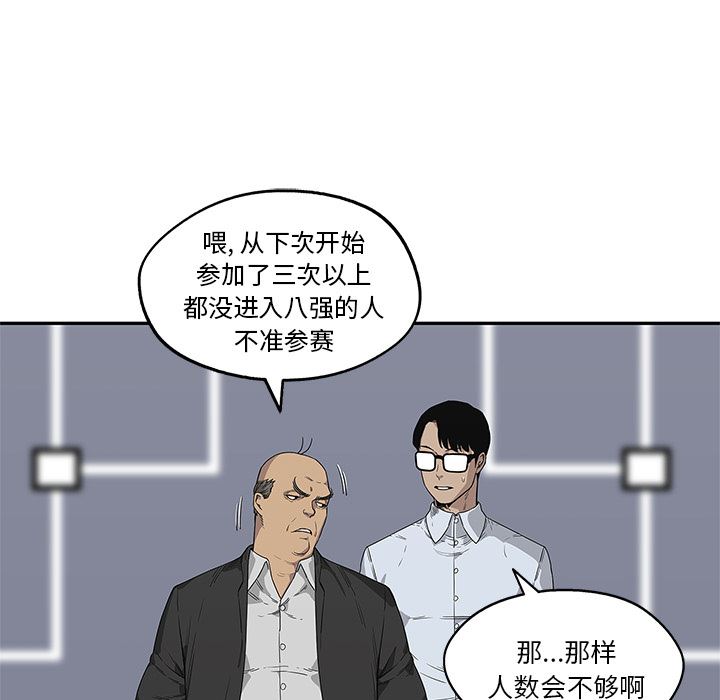 喂, 从下次开始
参加了三次以上
都没进入八强的人
不准参赛
那...那样
人数会不够啊